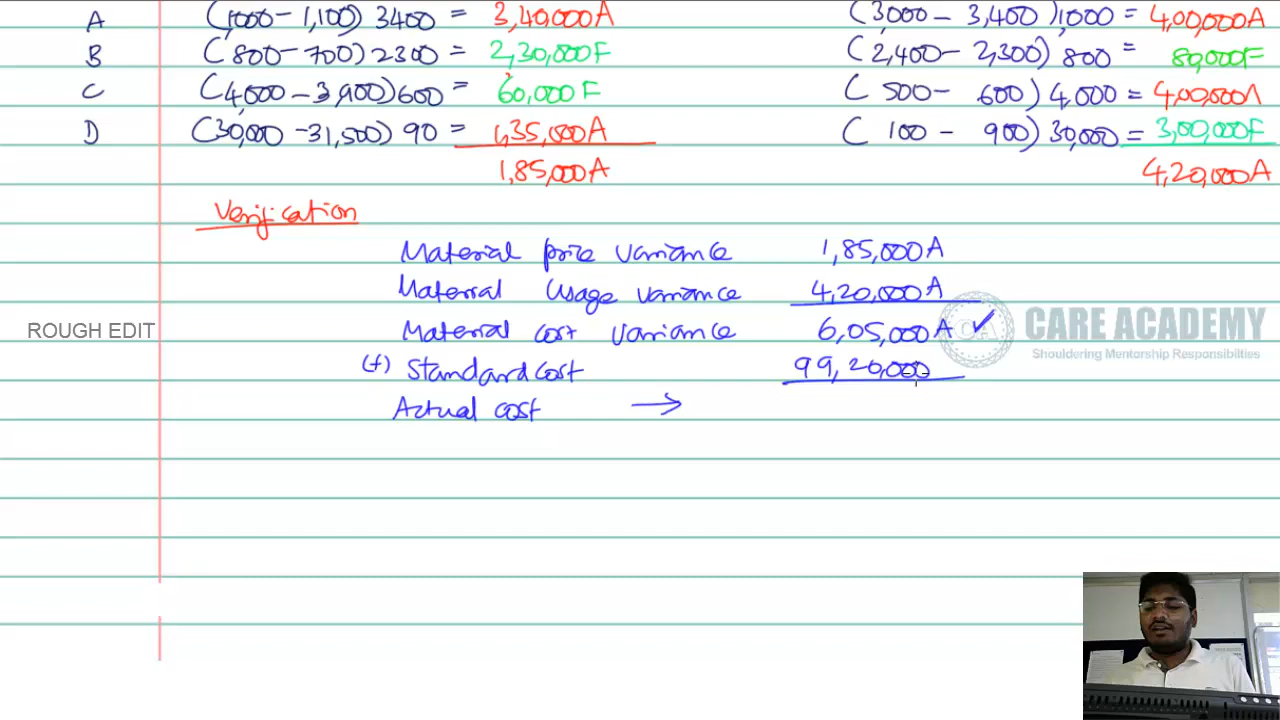 A (1000 - 1,100) 3400 = 3,40,000A (3,000 - 3,400) 1,000 = 4,00,000A
B (800 - 700) 2300 = 2,30,000F (2,400 - 2,300) 800 = 80,000F
C (4,000 - 3,900) 600 = 60,000F (500 - 600) 4,000 = 4,00,000A
D (30,000 - 31,500) 90 = 1,35,000A (100 - 900) 30,000 = 3,00,000F
1,85,000A 4,20,000A
Verification
Material price variance 1,85,000A
Material Usage variance 4,20,000A
ROUGH EDIT Material cost variance 6,05,000A ✓ CARE ACADEMY
Shouldering Mentorship Responsibilities
(+) Standard cost 99,20,000
Actual cost →